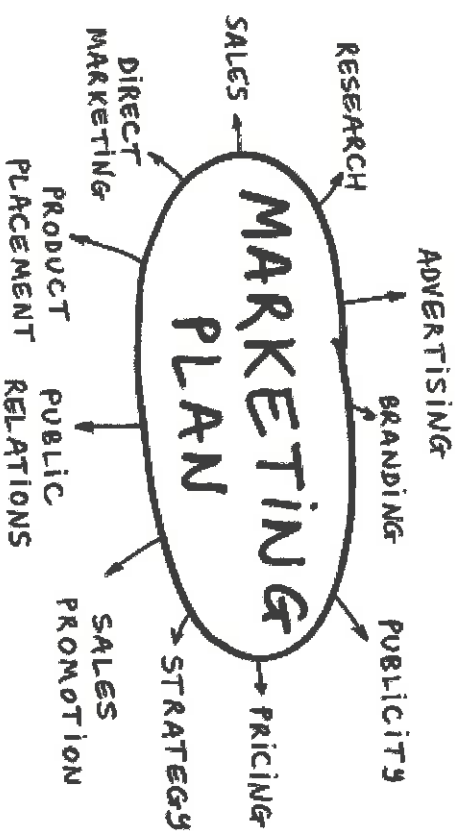 RESEARCH
ADVERTISING
BRANDING
PUBLICITY
SALES
MARKETING
PLAN
PRICING
DIRECT
MARKETING
PRODUCT
PLACEMENT
PUBLIC
RELATIONS
SALES
PROMOTION
STRATEGY